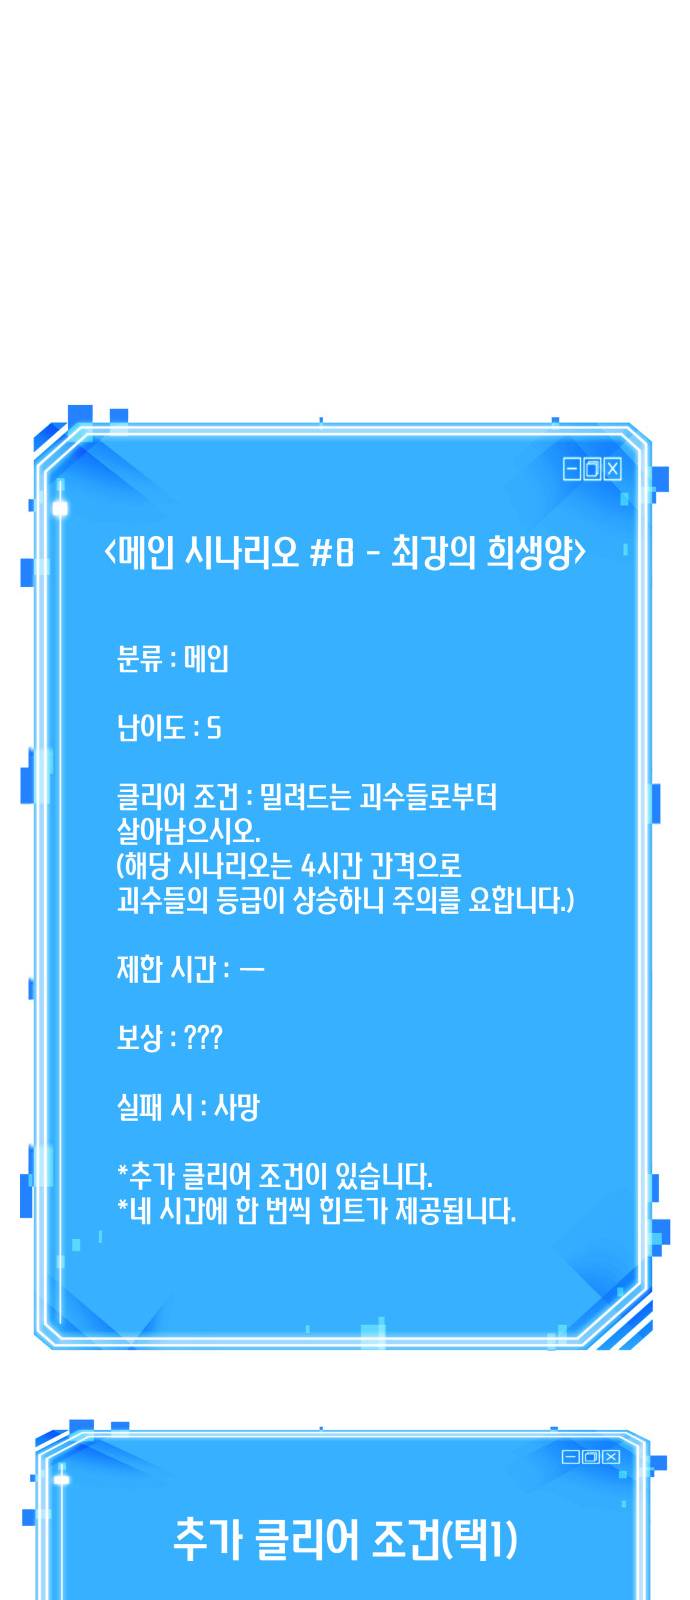 <메인 시나리오 #8 - 최강의 희생양>
분류 : 메인
난이도 : S
클리어 조건 : 밀려드는 괴수들로부터
살아남으시오.
(해당 시나리오는 4시간 간격으로
괴수들의 등급이 상승하니 주의를 요합니다.)
제한 시간 : ―
보상 : ???
실패 시 : 사망
*추가 클리어 조건이 있습니다.
*네 시간에 한 번씩 힌트가 제공됩니다.
추가 클리어 조건(택1)